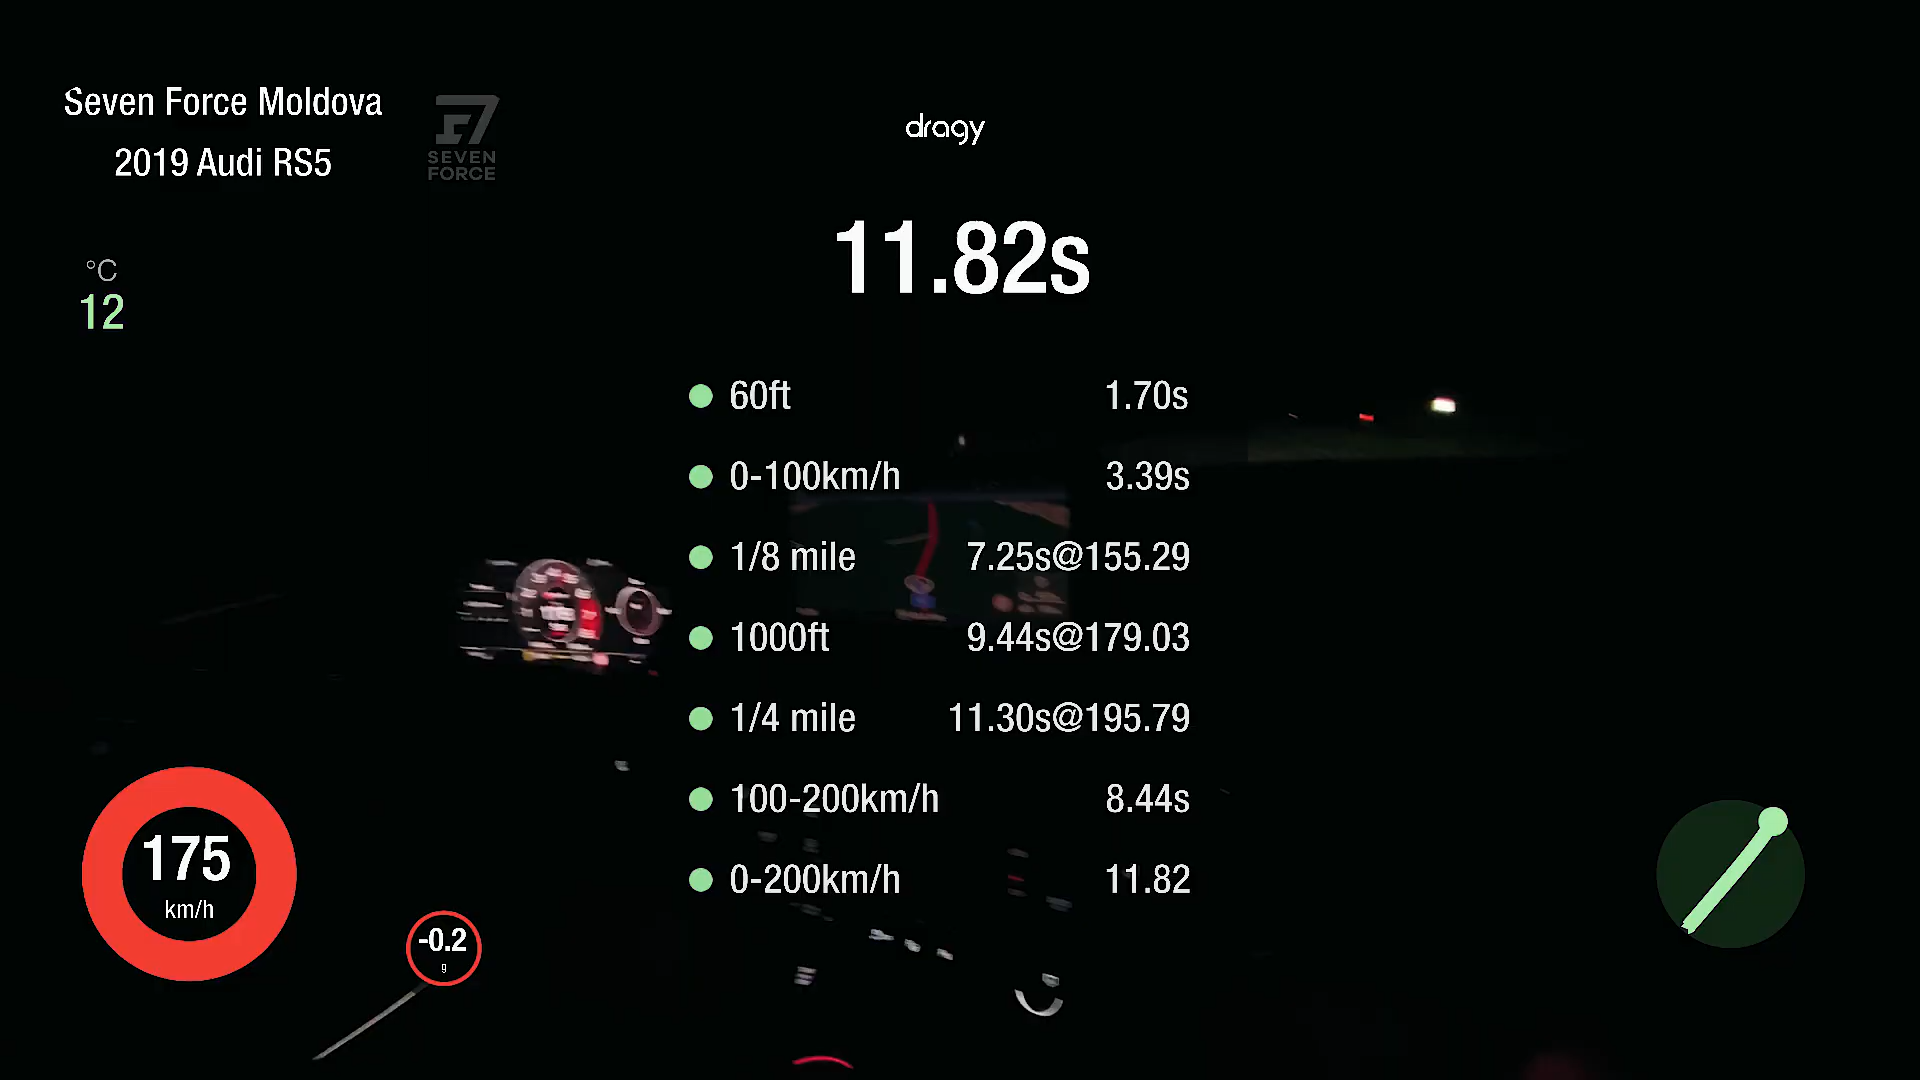 Seven Force Moldova
2019 Audi RS5
SEVEN
FORCE
dragy
11.82s
°C
12
60ft 1.70s
0-100km/h 3.39s
1/8 mile 7.25s@155.29
1000ft 9.44s@179.03
1/4 mile 11.30s@195.79
100-200km/h 8.44s
0-200km/h 11.82
175
km/h
-0.2
g